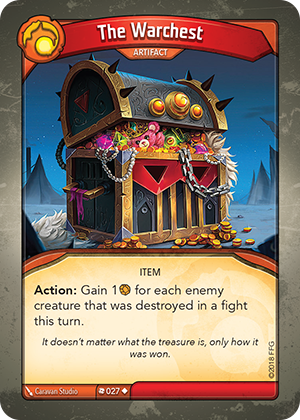 The Warchest
ARTIFACT
ITEM
Action: Gain 1 for each enemy
creature that was destroyed in a fight
this turn.
It doesn't matter what the treasure is, only how it
was won.
©2018 FFG
Caravan Studio
027